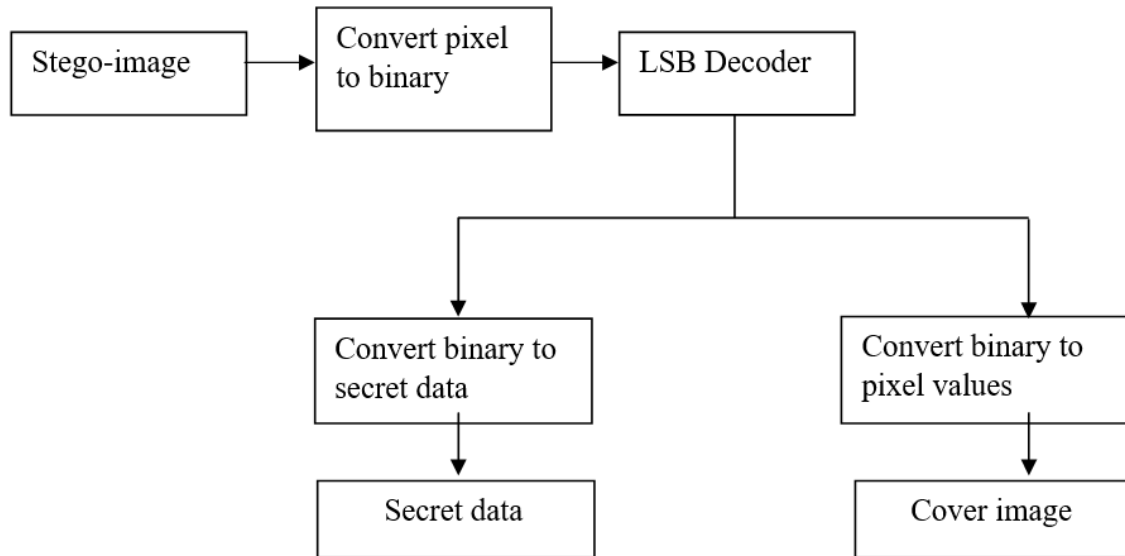 Stego-image
Convert pixel
to binary
LSB Decoder
Convert binary to
secret data
Convert binary to
pixel values
Secret data
Cover image